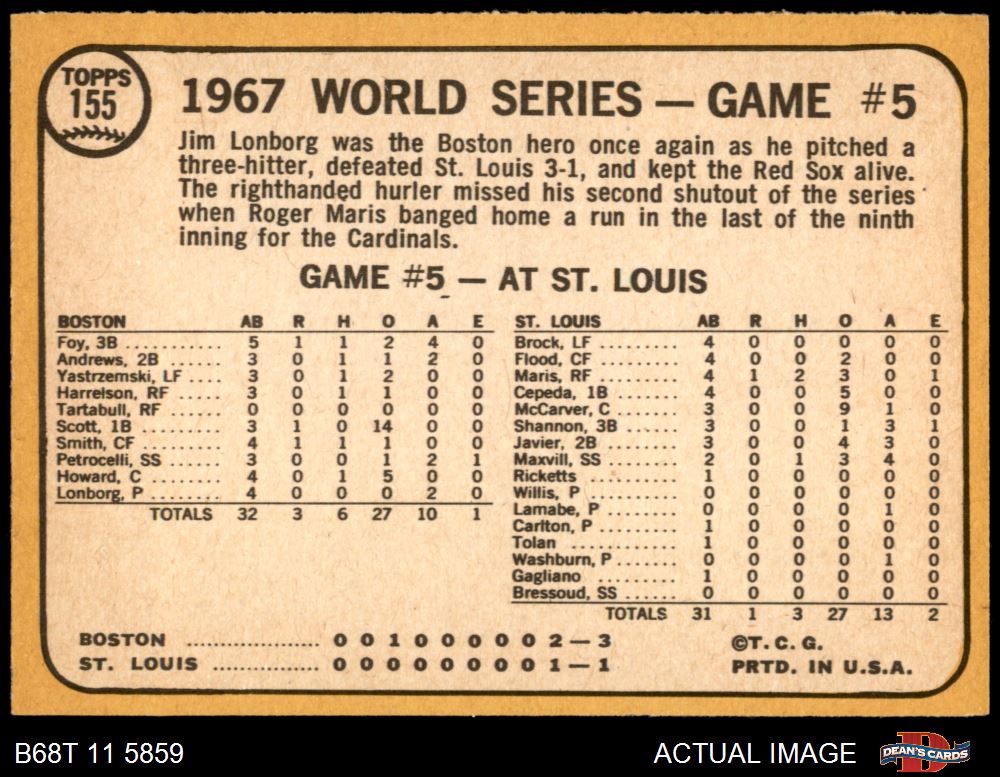 TOPPS
155
1967 WORLD SERIES — GAME #5
Jim Lonborg was the Boston hero once again as he pitched a
three-hitter, defeated St. Louis 3-1, and kept the Red Sox alive.
The righthanded hurler missed his second shutout of the series
when Roger Maris banged home a run in the last of the ninth
inning for the Cardinals.
GAME #5 — AT ST. LOUIS
BOSTON AB R H O A E
Foy, 3B ........... 5 1 1 2 4 0
Andrews, 2B ...... 3 0 1 1 2 0
Yastrzemski, LF .... 3 0 1 2 0 0
Harrelson, RF ...... 3 0 1 1 0 0
Tartabull, RF ....... 0 0 0 0 0 0
Scott, 1B .......... 3 1 0 14 0 0
Smith, CF ......... 4 1 1 1 0 0
Petrocelli, SS ...... 3 0 0 1 2 1
Howard, C ......... 4 0 1 5 0 0
Lonborg, P ........ 4 0 0 0 2 0
TOTALS 32 3 6 27 10 1
ST. LOUIS AB R H O A E
Brock, LF .......... 4 0 0 0 0 0
Flood, CF .......... 4 0 0 2 0 0
Maris, RF .......... 4 1 2 3 0 1
Cepeda, 1B ........ 4 0 0 5 0 0
McCarver, C ........ 3 0 0 9 1 0
Shannon, 3B ....... 3 0 0 1 3 1
Javier, 2B ......... 3 0 0 4 3 0
Maxvill, SS ........ 2 0 1 3 4 0
Ricketts ........... 1 0 0 0 0 0
Willis, P ........... 0 0 0 0 0 0
Lamabe, P ......... 0 0 0 0 1 0
Carlton, P ......... 1 0 0 0 0 0
Tolan ............. 1 0 0 0 0 0
Washburn, P ....... 0 0 0 0 1 0
Gagliano .......... 1 0 0 0 0 0
Bressoud, SS ...... 0 0 0 0 0 0
TOTALS 31 1 3 27 13 2
BOSTON .................... 0 0 1 0 0 0 0 0 2 — 3
ST. LOUIS ................ 0 0 0 0 0 0 0 0 1 — 1
©T. C. G.
PRTD. IN U.S.A.
B68T 11 5859
ACTUAL IMAGE
D
DEAN'S CARDS